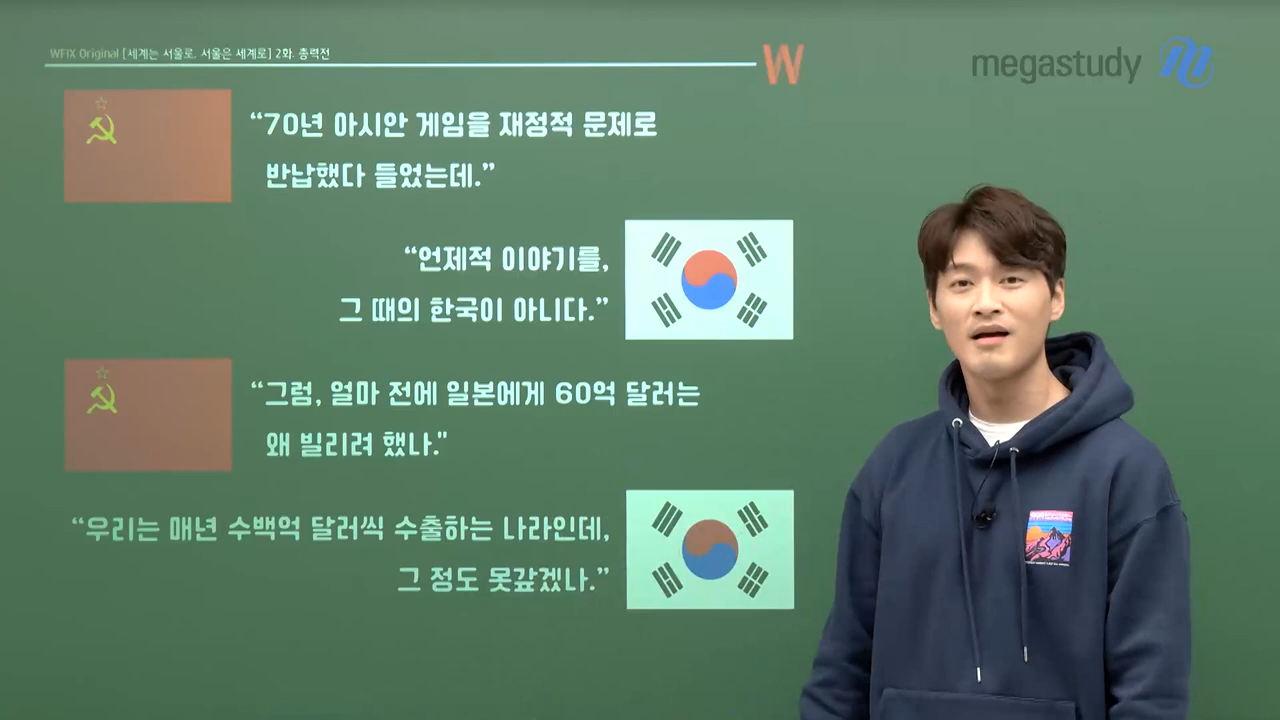 WFIX Original [세계는 서울로, 서울은 세계로] 2화. 총력전
W
megastudy
“70년 아시안 게임을 재정적 문제로
반납했다 들었는데.”
“언제적 이야기를,
그 때의 한국이 아니다.”
“그럼, 얼마 전에 일본에게 60억 달러는
왜 빌리려 했나.”
“우리는 매년 수백억 달러씩 수출하는 나라인데,
그 정도 못갚겠나.”